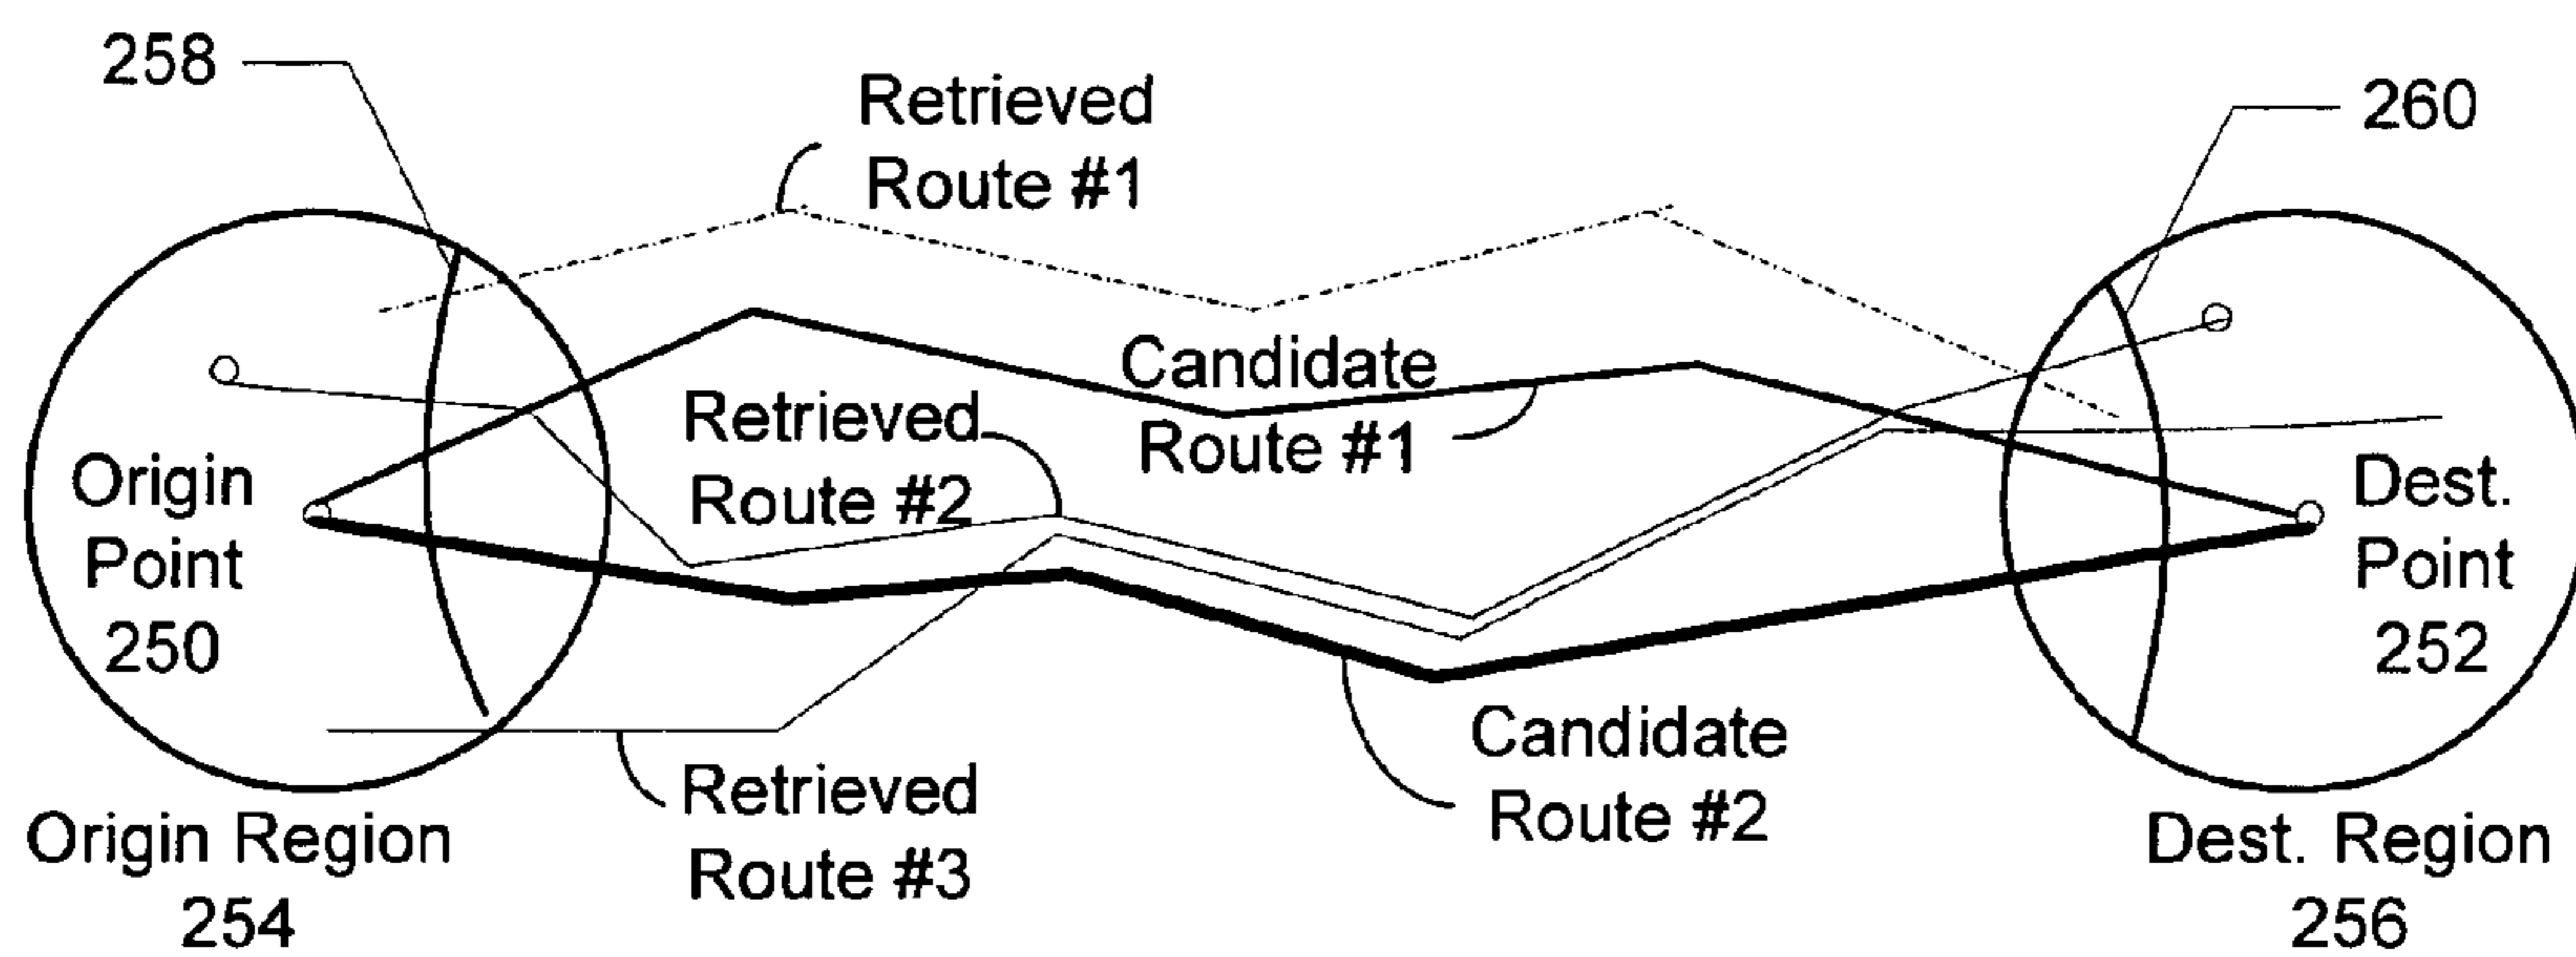 258
Retrieved
Route #1
260
Candidate
Route #1
Retrieved
Route #2
Origin
Point
250
Dest.
Point
252
Retrieved
Route #3
Candidate
Route #2
Origin Region
254
Dest. Region
256